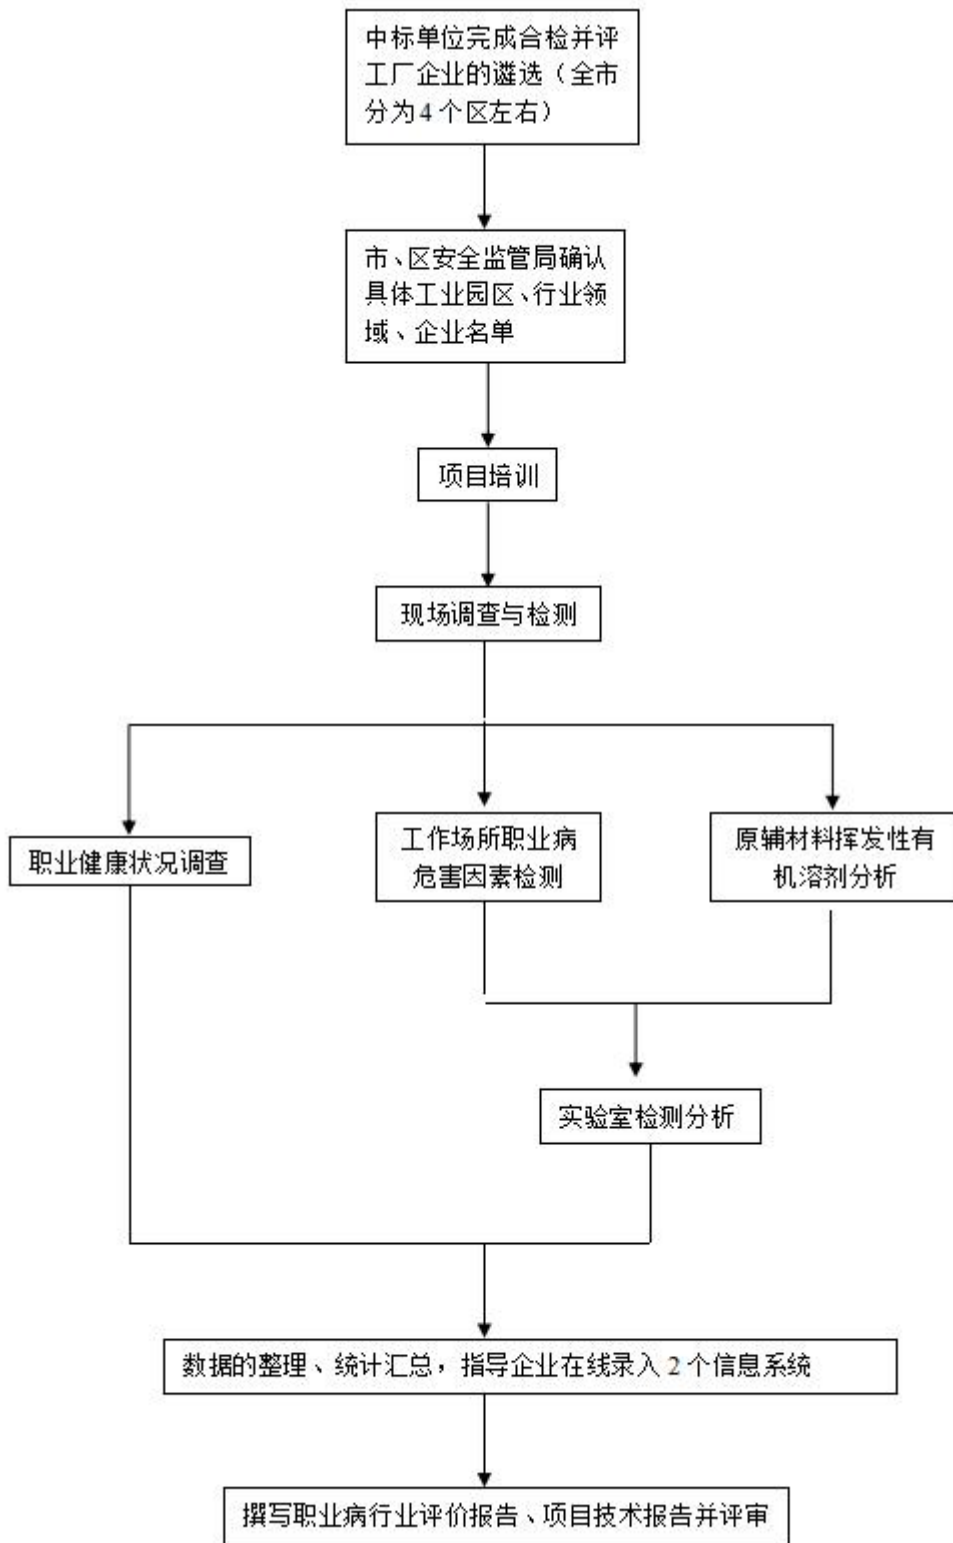 中标单位完成合检并评
工厂企业的遴选（全市
分为4个区左右）
市、区安全监管局确认
具体工业园区、行业领
域、企业名单
项目培训
现场调查与检测
职业健康状况调查
工作场所职业病
危害因素检测
原辅材料挥发性有
机溶剂分析
实验室检测分析
数据的整理、统计汇总，指导企业在线录入2个信息系统
撰写职业病行业评价报告、项目技术报告并评审